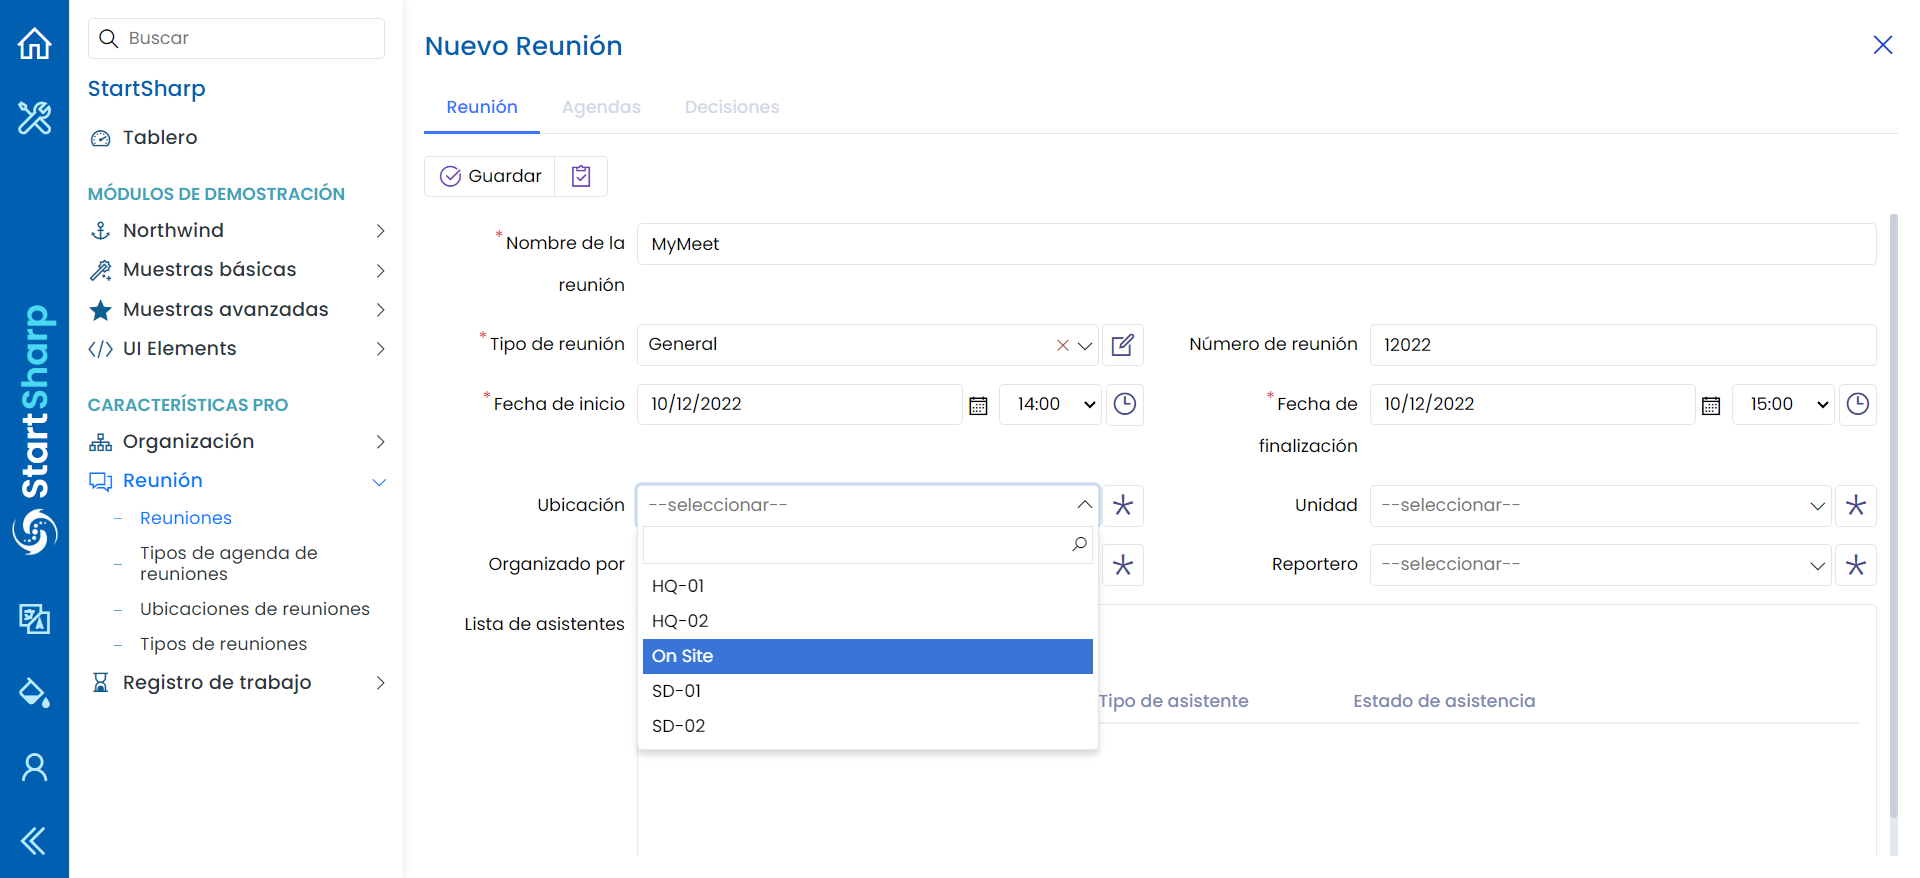 StartSharp
Buscar
StartSharp
Tablero
MÓDULOS DE DEMOSTRACIÓN
Northwind
Muestras básicas
Muestras avanzadas
UI Elements
CARACTERÍSTICAS PRO
Organización
Reunión
Reuniones
Tipos de agenda de
reuniones
Ubicaciones de reuniones
Tipos de reuniones
Registro de trabajo
Nuevo Reunión
Reunión Agendas Decisiones
Guardar
*Nombre de la
reunión
MyMeet
*Tipo de reunión General
Número de reunión 12022
*Fecha de inicio 10/12/2022 14:00
*Fecha de
finalización
10/12/2022 15:00
Ubicación --seleccionar--
Unidad --seleccionar--
HQ-01
HQ-02
On Site
SD-01
SD-02
Organizado por
Reportero --seleccionar--
Lista de asistentes
Tipo de asistente Estado de asistencia